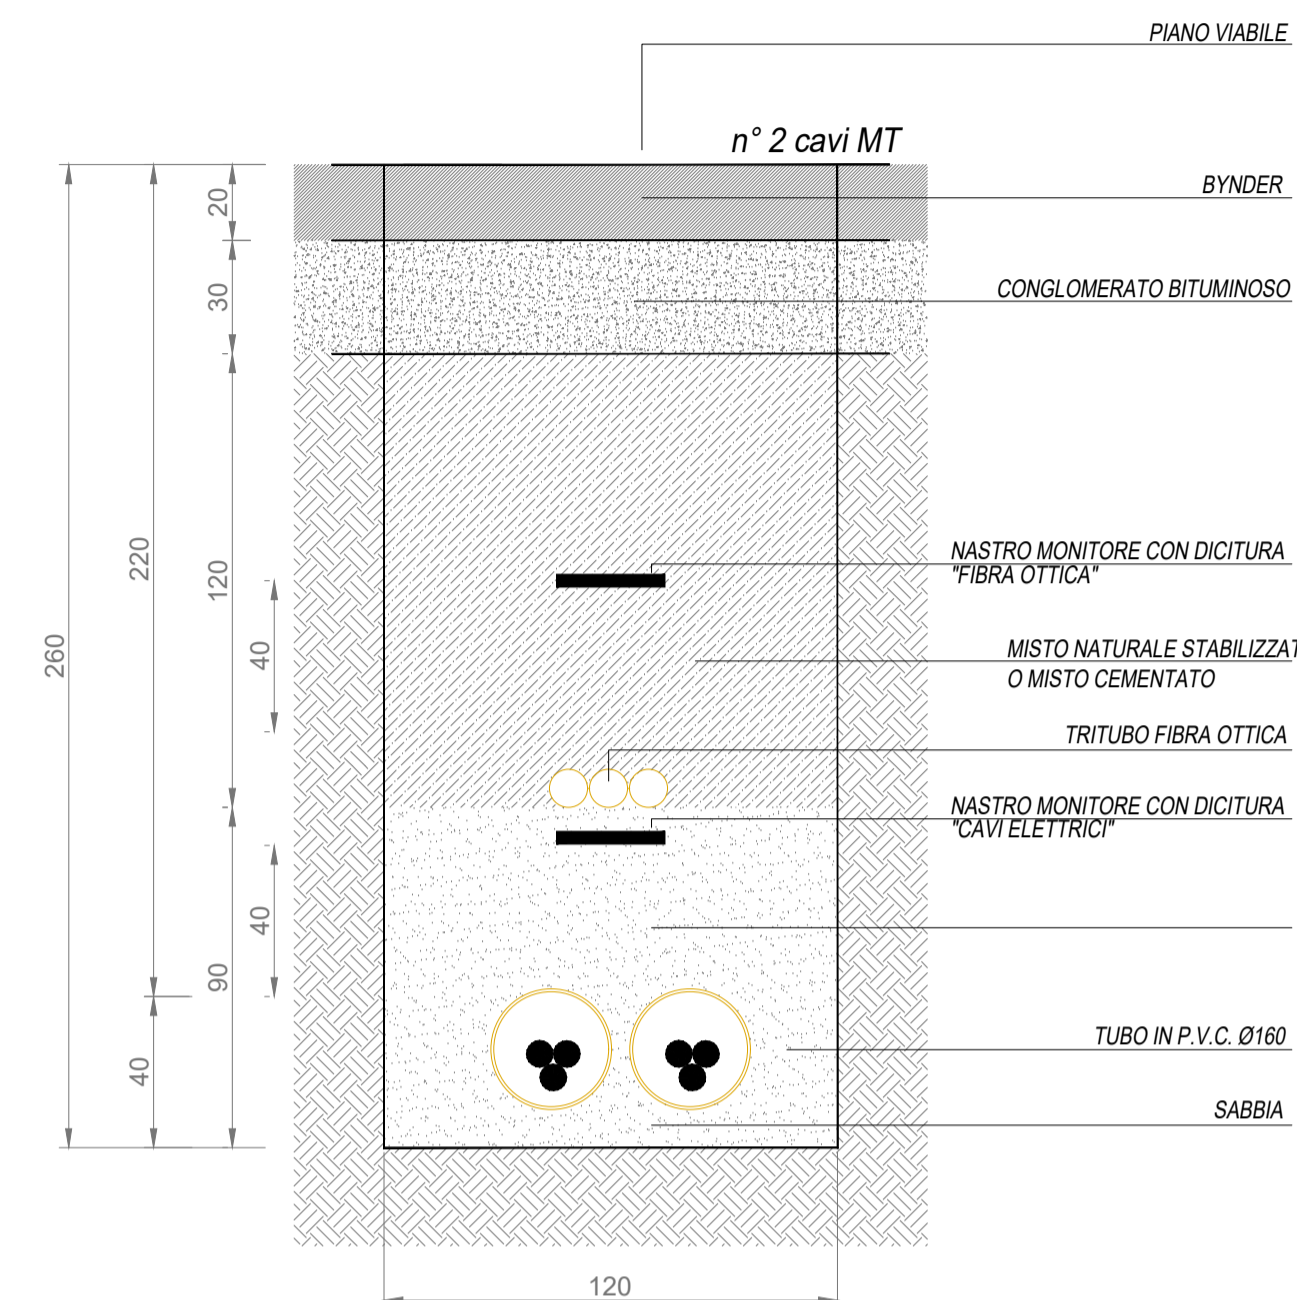 PIANO VIABILE
n° 2 cavi MT
BYNDER
CONGLOMERATO BITUMINOSO
NASTRO MONITORE CON DICITURA
"FIBRA OTTICA"
MISTO NATURALE STABILIZZAT
O MISTO CEMENTATO
TRITUBO FIBRA OTTICA
NASTRO MONITORE CON DICITURA
"CAVI ELETTRICI"
TUBO IN P.V.C. Ø160
SABBIA
20
30
220
120
260
40
40
90
40
120